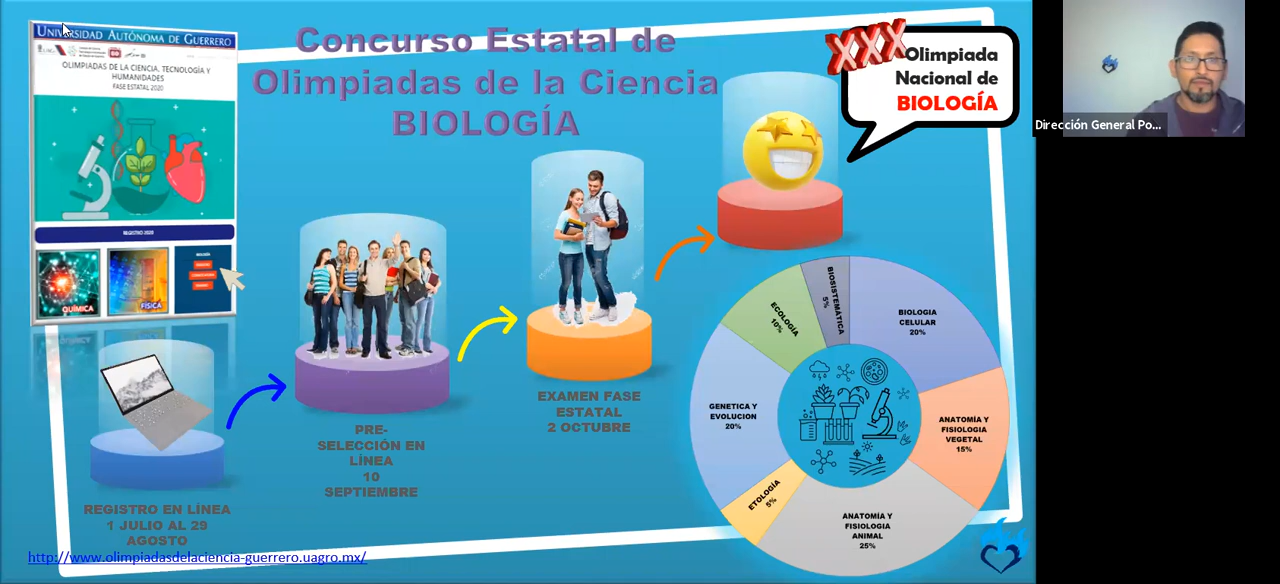 UNIVERSIDAD AUTÓNOMA DE GUERRERO
OLIMPIADAS DE LA CIENCIA, TECNOLOGÍA Y
HUMANIDADES
FASE ESTATAL 2020
REGISTRO 2020
QUÍMICA
FÍSICA
Concurso Estatal de
Olimpiadas de la Ciencia
BIOLOGÍA
XXX Olimpiada
Nacional de
BIOLOGÍA
Dirección General Po...
REGISTRO EN LÍNEA
1 JULIO AL 29
AGOSTO
http://www.olimpiadasdelaciencia-guerrero.uagro.mx/
PRE-
SELECCIÓN EN
LÍNEA
10
SEPTIEMBRE
EXAMEN FASE
ESTATAL
2 OCTUBRE
BIOLOGIA
CELULAR
20%
ANATOMÍA Y
FISIOLOGIA
VEGETAL
15%
ANATOMÍA Y
FISIOLOGIA
ANIMAL
25%
ETOLOGÍA
5%
GENETICA Y
EVOLUCION
20%
ECOLOGÍA
10%
BIOSISTEMÁTICA
5%